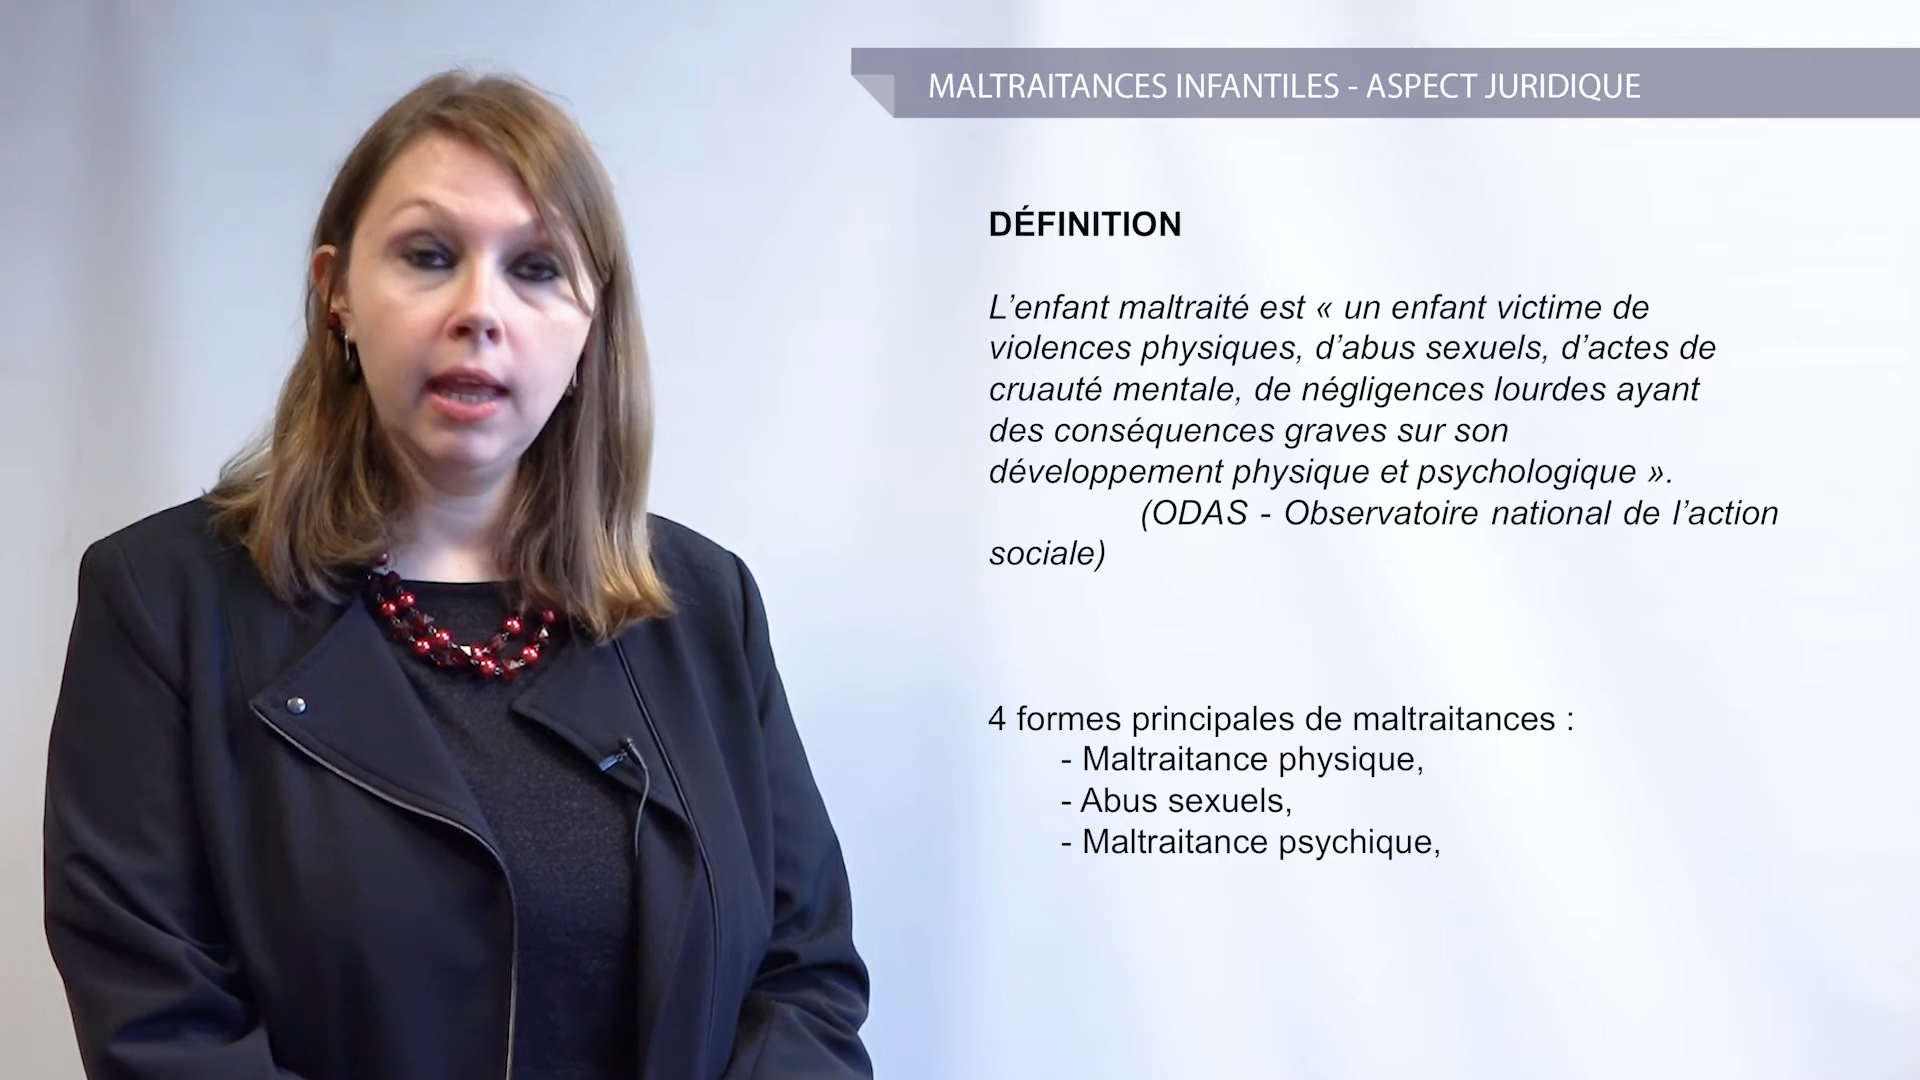 MALTRAITANCES INFANTILES - ASPECT JURIDIQUE
DÉFINITION
L’enfant maltraité est « un enfant victime de
violences physiques, d’abus sexuels, d’actes de
cruauté mentale, de négligences lourdes ayant
des conséquences graves sur son
développement physique et psychologique ».
(ODAS - Observatoire national de l’action
sociale)
4 formes principales de maltraitances :
- Maltraitance physique,
- Abus sexuels,
- Maltraitance psychique,